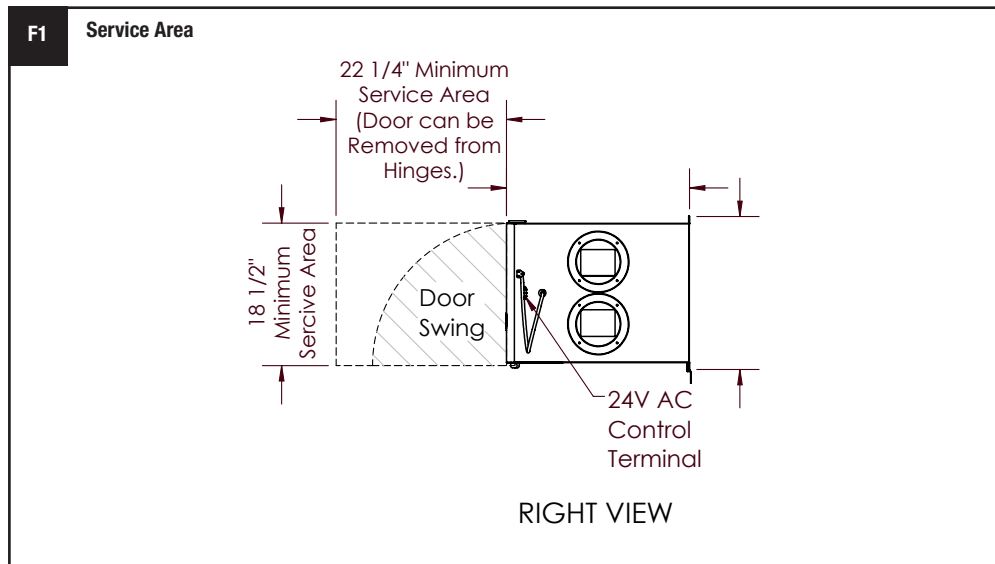 F1
Service Area
22 1/4" Minimum
Service Area
(Door can be
Removed from
Hinges.)
18 1/2"
Minimum
Sercive Area
Door
Swing
24V AC
Control
Terminal
RIGHT VIEW